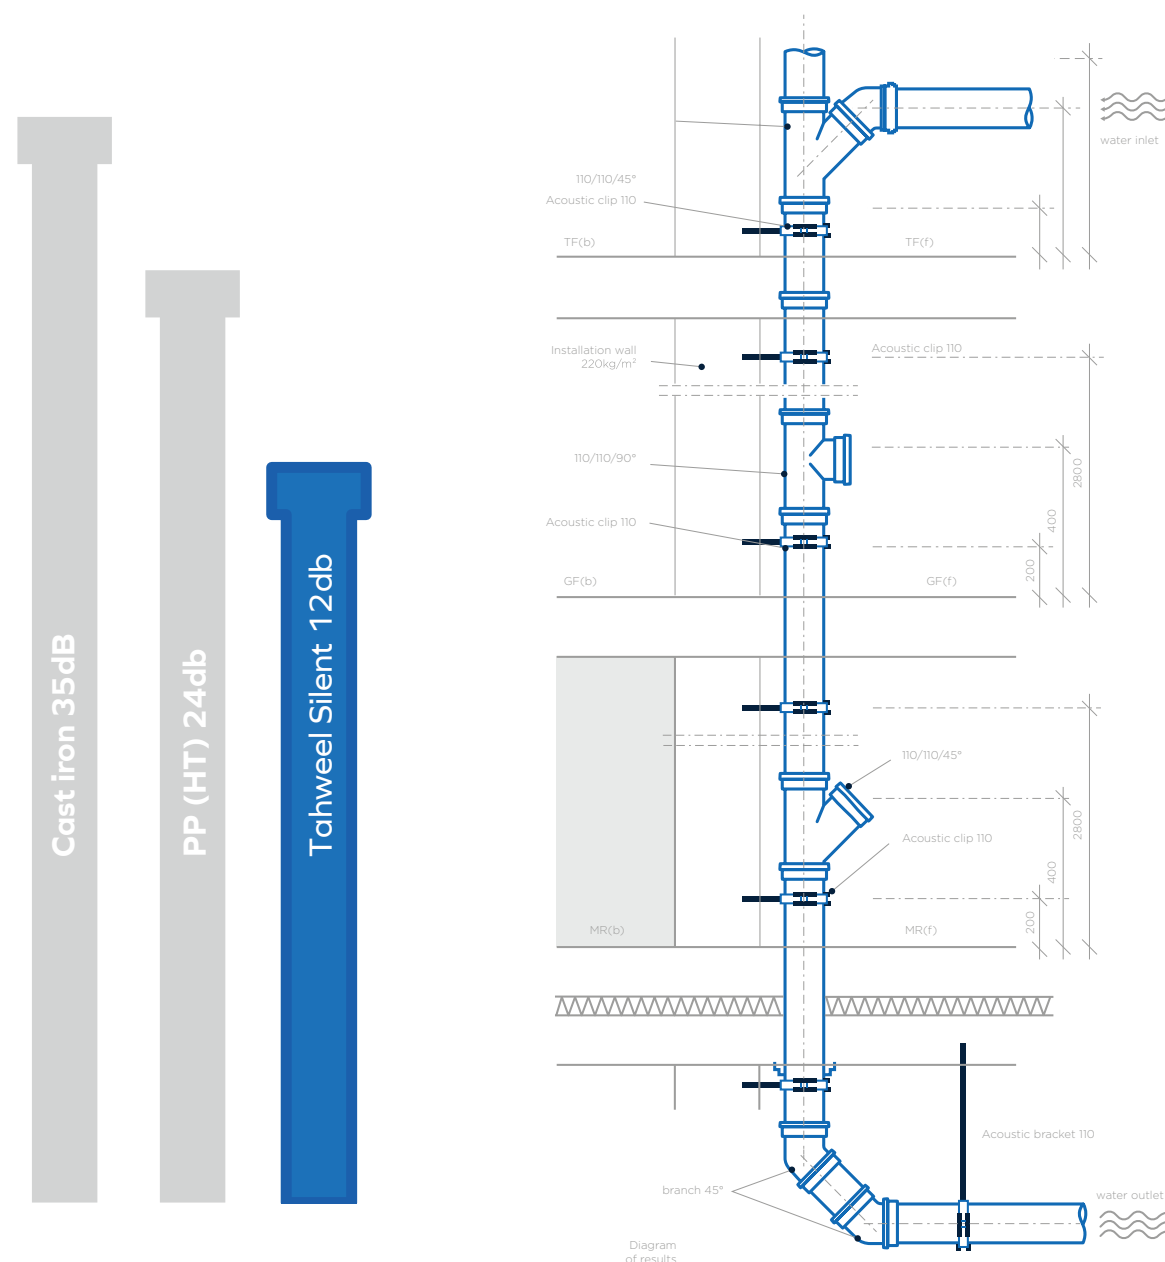 Cast iron 35dB
PP (HT) 24db
Tahweel Silent 12db
water inlet
110/110/45°
Acoustic clip 110
TF(b)
TF(f)
Installation wall
220kg/m²
Acoustic clip 110
110/110/90°
2800
400
Acoustic clip 110
200
GF(b)
GF(f)
110/110/45°
2800
Acoustic clip 110
400
200
MR(b)
MR(f)
Acoustic bracket 110
branch 45°
water outlet
Diagram
of results